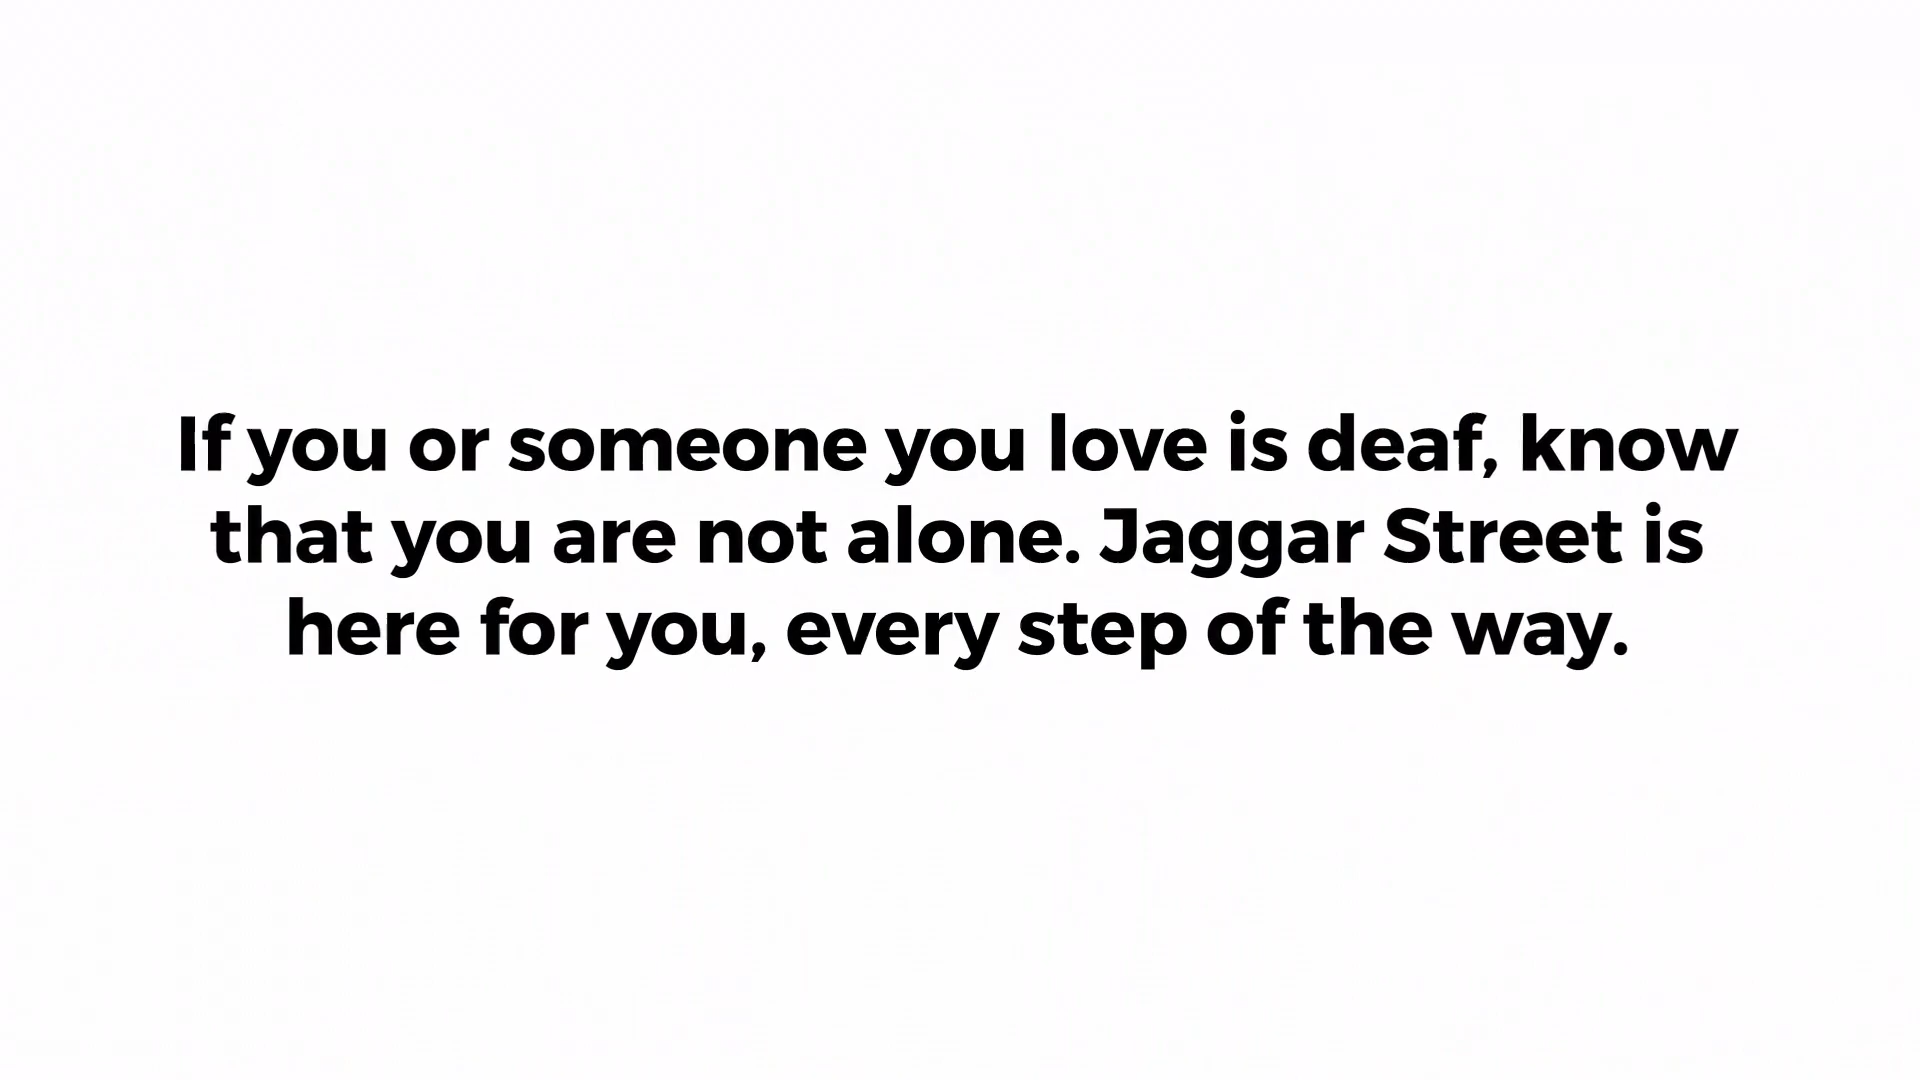 If you or someone you love is deaf, know
that you are not alone. Jaggar Street is
here for you, every step of the way.